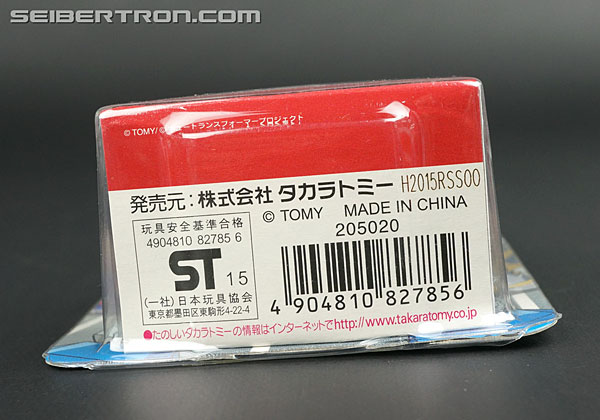 SEIBERTRON.COM
© TOMY/ ートランスフォーマープロジェクト
発売元:株式会社 タカラトミー H2015RSS00
© TOMY MADE IN CHINA
205020
玩具安全基準合格
4904810 82785 6
ST 15
(一社)日本玩具協会
東京都墨田区東駒形4-22-4
4 904810 827856
●たのしいタカラトミーの情報はインターネットでhttp://www.takaratomy.co.jp